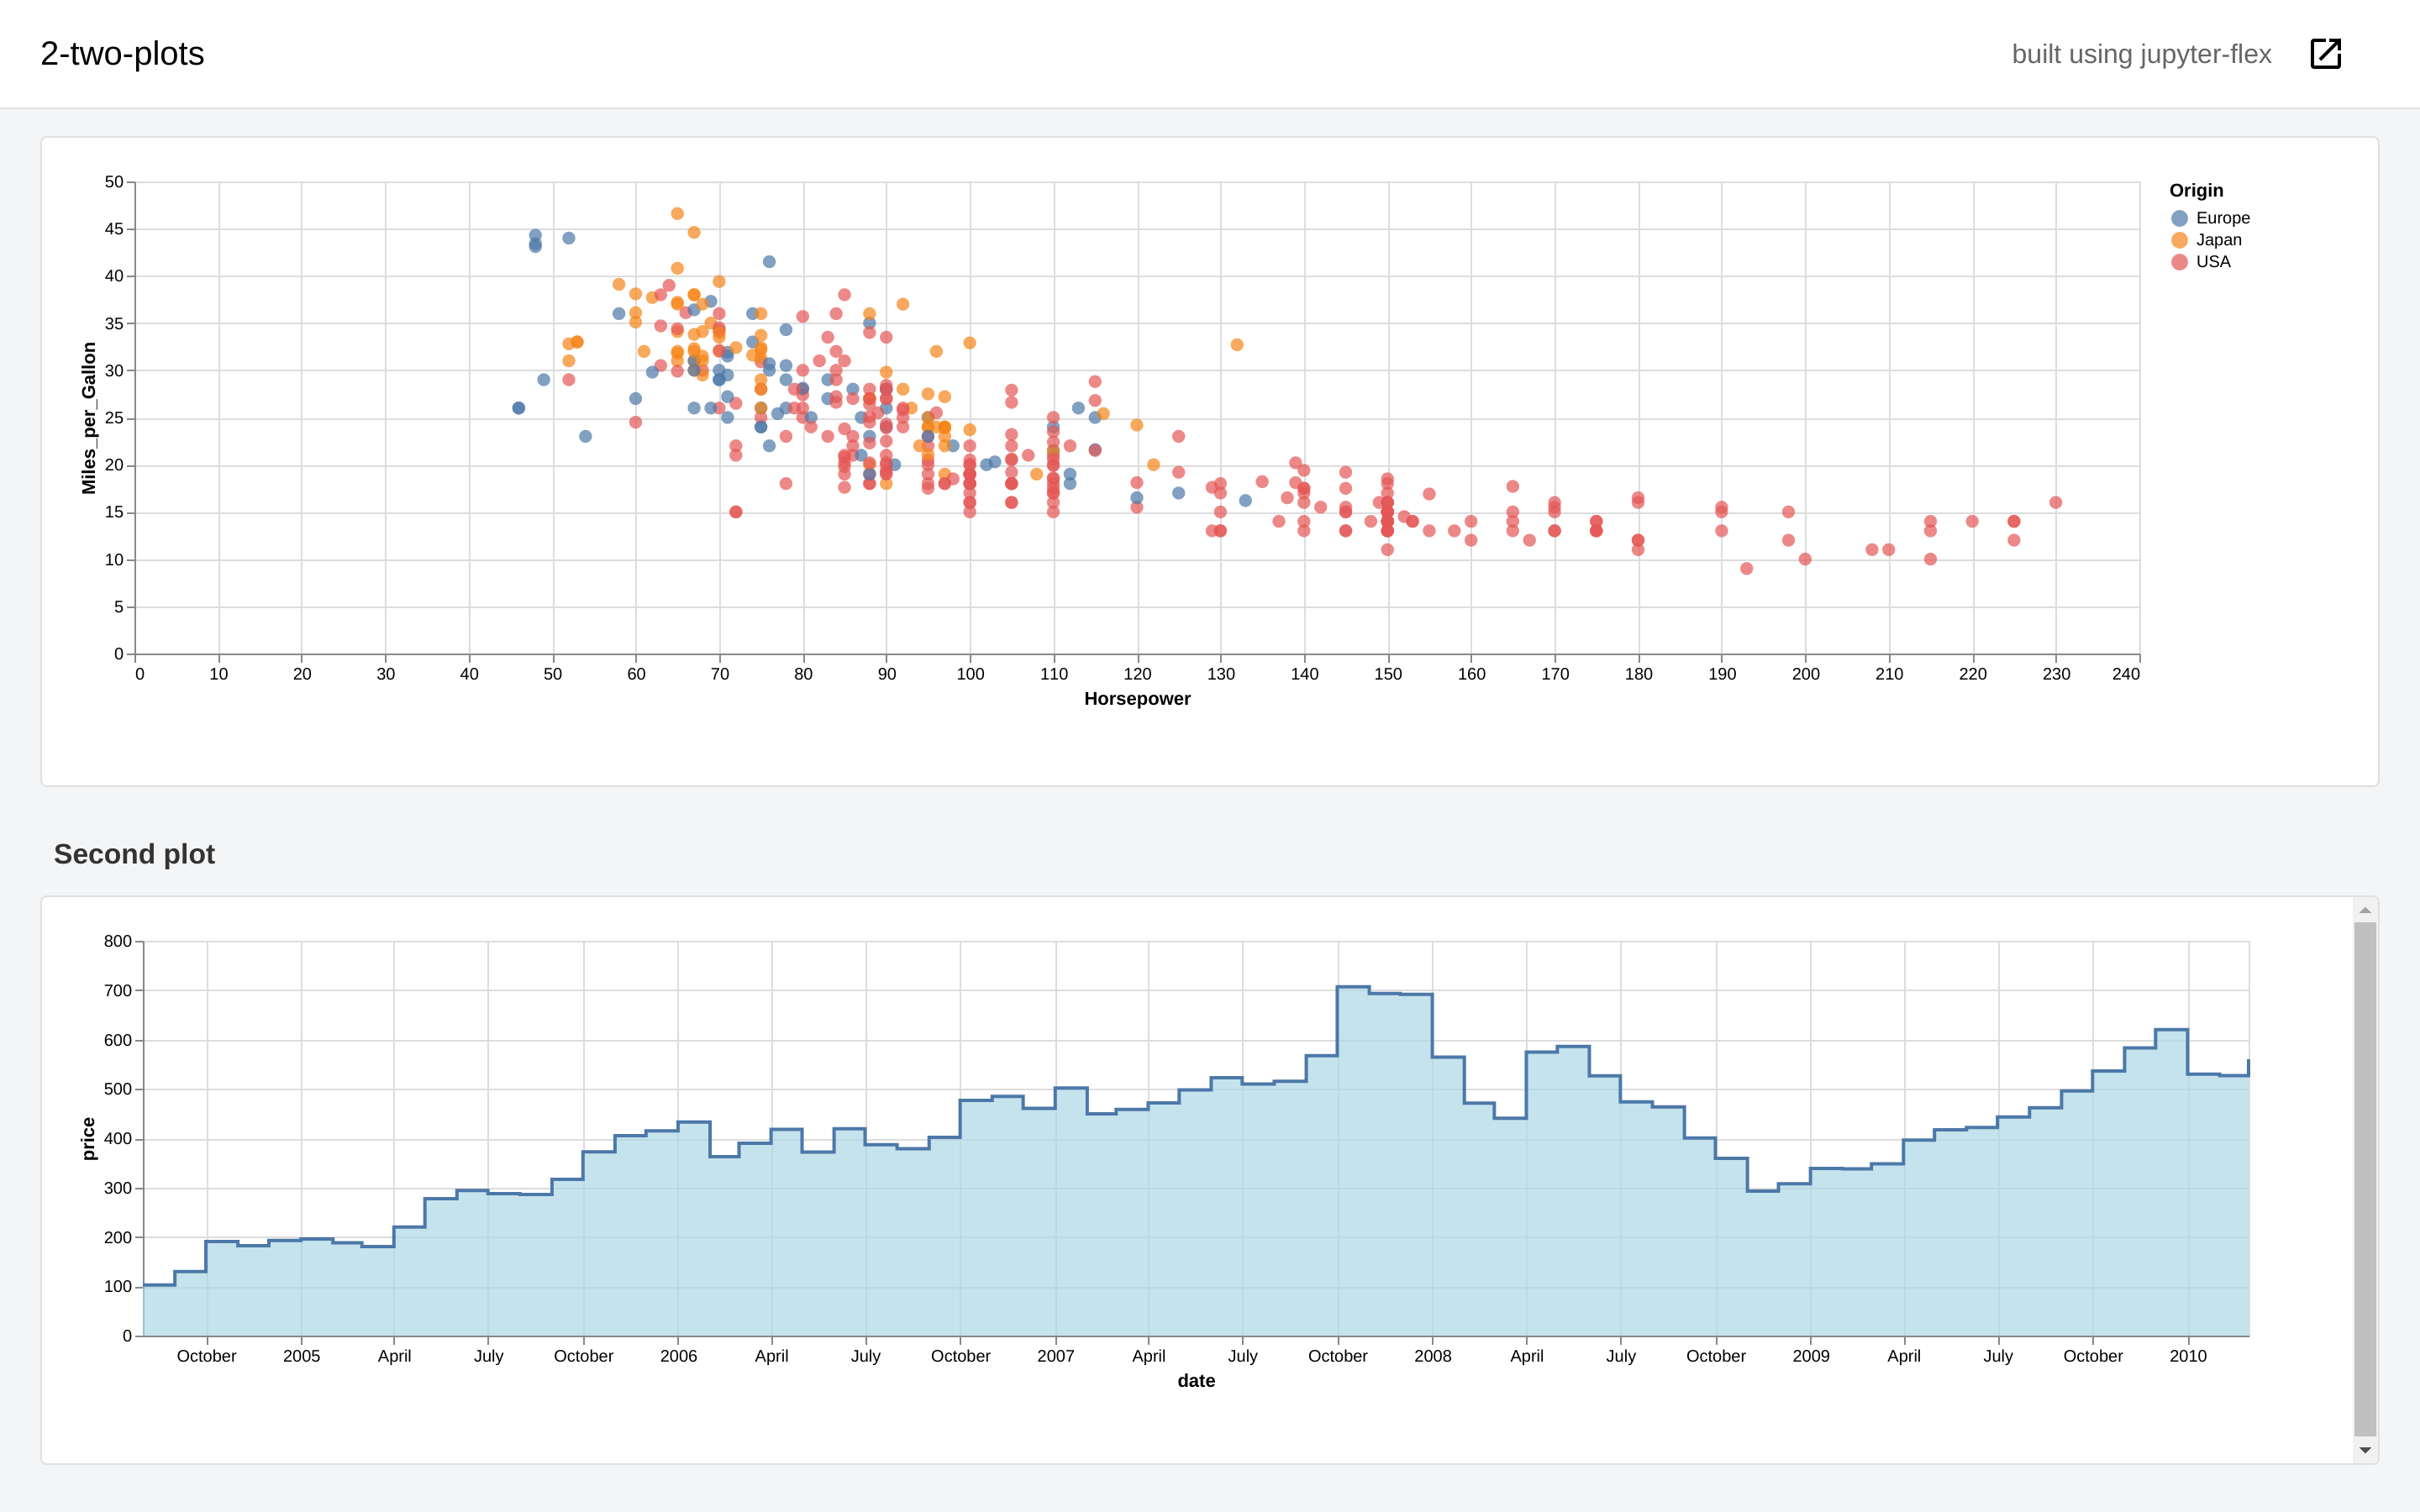 2-two-plots
built using jupyter-flex
50
45
40
35
30
25
20
15
10
5
0
Miles_per_Gallon
0 10 20 30 40 50 60 70 80 90 100 110 120 130 140 150 160 170 180 190 200 210 220 230 240
Horsepower
Origin
Europe
Japan
USA
Second plot
800
700
600
500
400
300
200
100
0
price
October 2005 April July October 2006 April July October 2007 April July October 2008 April July October 2009 April July October 2010
date